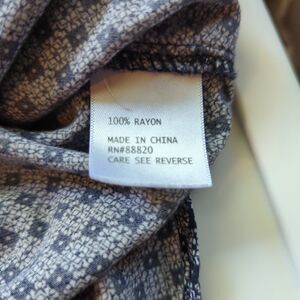 100% RAYON
MADE IN CHINA
RN#88820
CARE SEE REVERSE